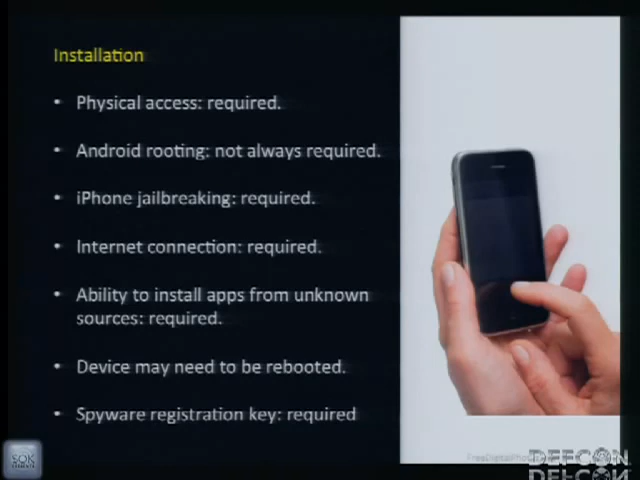 Installation
• Physical access: required.
• Android rooting: not always required.
• iPhone jailbreaking: required.
• Internet connection: required.
• Ability to install apps from unknown
sources: required.
• Device may need to be rebooted.
• Spyware registration key: required
SOK
DEFCON